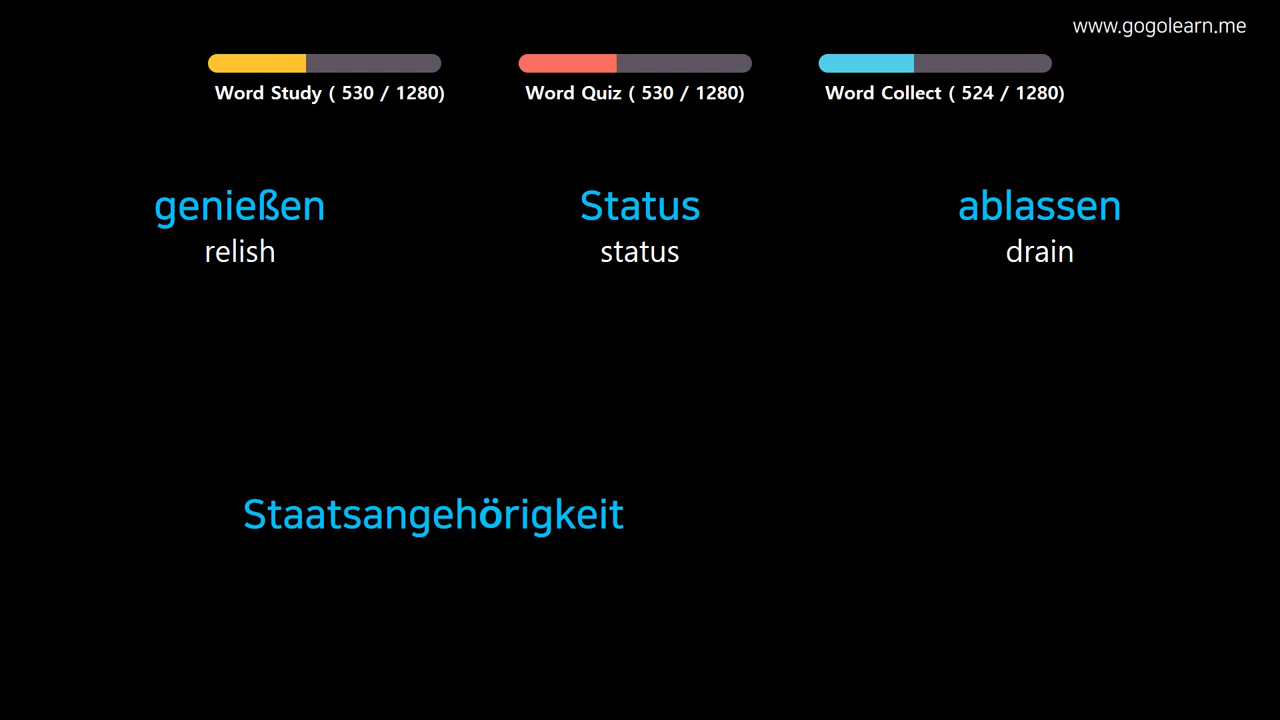 www.gogolearn.me
Word Study ( 530 / 1280)
Word Quiz ( 530 / 1280)
Word Collect ( 524 / 1280)
genießen
relish
Status
status
ablassen
drain
Staatsangehörigkeit